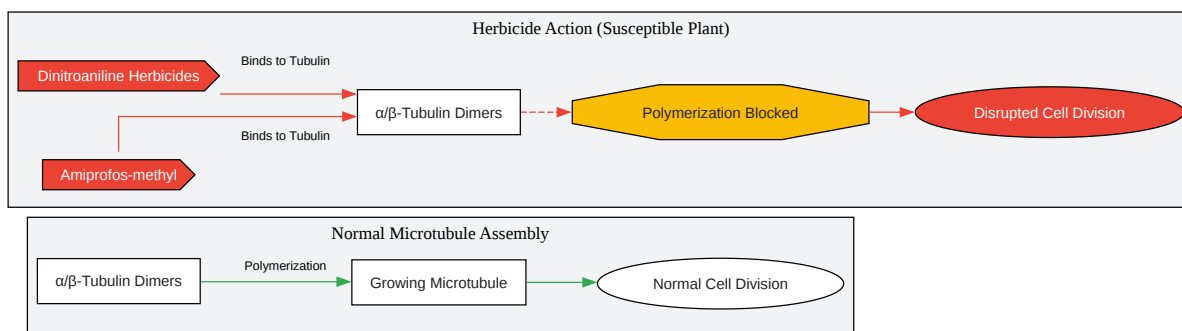 Herbicide Action (Susceptible Plant)
Dinitroaniline Herbicides
Binds to Tubulin
α/β-Tubulin Dimers
Polymerization Blocked
Disrupted Cell Division
Binds to Tubulin
Amiprofos-methyl
Normal Microtubule Assembly
α/β-Tubulin Dimers
Polymerization
Growing Microtubule
Normal Cell Division